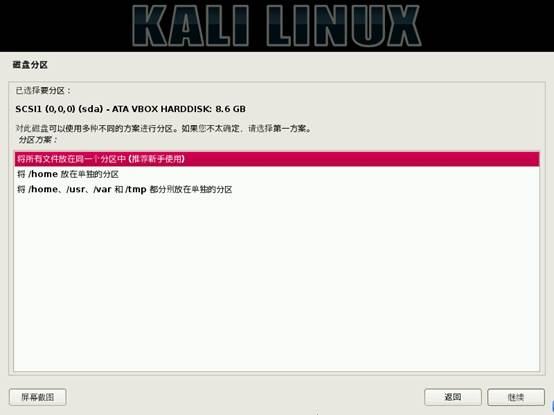 KALI LINUX
磁盘分区
已选择要分区：
SCSI1 (0,0,0) (sda) - ATA VBOX HARDDISK: 8.6 GB
对此磁盘可以使用多种不同的方案进行分区。如果您不太确定，请选择第一方案。
分区方案：
将所有文件放在同一个分区中 (推荐新手使用)
将 /home 放在单独的分区
将 /home、/usr、/var 和 /tmp 都分别放在单独的分区
屏幕截图
返回
继续